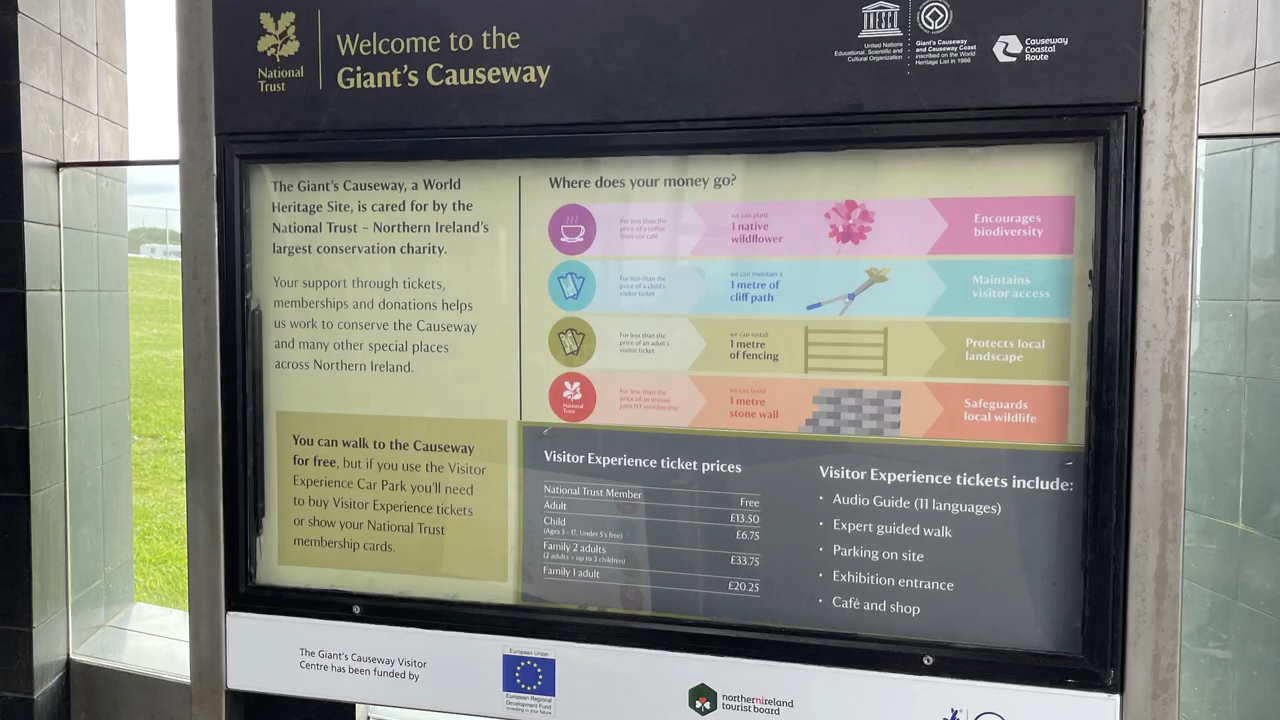 National
Trust
Welcome to the
Giant's Causeway
UNESCO
United Nations
Educational, Scientific and
Cultural Organization
Giant's Causeway
and Causeway Coast
inscribed on the World
Heritage List in 1986
Causeway
Coastal
Route
The Giant's Causeway, a World
Heritage Site, is cared for by the
National Trust – Northern Ireland's
largest conservation charity.
Your support through tickets,
memberships and donations helps
us work to conserve the Causeway
and many other special places
across Northern Ireland.
You can walk to the Causeway
for free, but if you use the Visitor
Experience Car Park you'll need
to buy Visitor Experience tickets
or show your National Trust
membership cards.
Where does your money go?
For less than the
price of a coffee
from our café
we can plant
1 native
wildflower
Encourages
biodiversity
For less than the
price of a child's
visitor ticket
we can maintain a
1 metre of
cliff path
Maintains
visitor access
For less than the
price of an adult's
visitor ticket
we can install
1 metre
of fencing
Protects local
landscape
National
Trust
For less than the
price of an annual
joint NT membership
we can build
1 metre
stone wall
Safeguards
local wildlife
Visitor Experience ticket prices
National Trust Member Free
Adult £13.50
Child £6.75
(Ages 5 - 17, Under 5's free)
Family 2 adults £33.75
(2 adults + up to 3 children)
Family 1 adult £20.25
Visitor Experience tickets include:
• Audio Guide (11 languages)
• Expert guided walk
• Parking on site
• Exhibition entrance
• Café and shop
The Giant's Causeway Visitor
Centre has been funded by
European Union
European Regional
Development Fund
Investing in your future
northernireland
tourist board